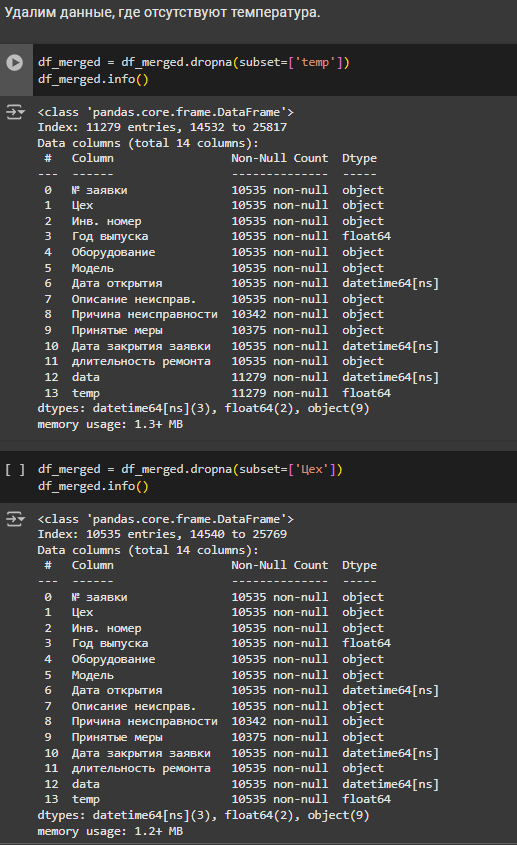 Удалим данные, где отсутствуют температура.
df_merged = df_merged.dropna(subset=['temp'])
df_merged.info()
<class 'pandas.core.frame.DataFrame'>
Index: 11279 entries, 14532 to 25817
Data columns (total 14 columns):
 #   Column                 Non-Null Count  Dtype
---  ------                 --------------  -----
 0   № заявки               10535 non-null  object
 1   Цех                    10535 non-null  object
 2   Инв. номер             10535 non-null  object
 3   Год выпуска            10535 non-null  float64
 4   Оборудование           10535 non-null  object
 5   Модель                 10535 non-null  object
 6   Дата открытия          10535 non-null  datetime64[ns]
 7   Описание неисправ.     10535 non-null  object
 8   Причина неисправности  10342 non-null  object
 9   Принятые меры          10375 non-null  object
 10  Дата закрытия заявки   10535 non-null  datetime64[ns]
 11  длительность ремонта   10535 non-null  object
 12  data                   11279 non-null  datetime64[ns]
 13  temp                   11279 non-null  float64
dtypes: datetime64[ns](3), float64(2), object(9)
memory usage: 1.3+ MB
[ ] df_merged = df_merged.dropna(subset=['Цех'])
df_merged.info()
<class 'pandas.core.frame.DataFrame'>
Index: 10535 entries, 14540 to 25769
Data columns (total 14 columns):
 #   Column                 Non-Null Count  Dtype
---  ------                 --------------  -----
 0   № заявки               10535 non-null  object
 1   Цех                    10535 non-null  object
 2   Инв. номер             10535 non-null  object
 3   Год выпуска            10535 non-null  float64
 4   Оборудование           10535 non-null  object
 5   Модель                 10535 non-null  object
 6   Дата открытия          10535 non-null  datetime64[ns]
 7   Описание неисправ.     10535 non-null  object
 8   Причина неисправности  10342 non-null  object
 9   Принятые меры          10375 non-null  object
 10  Дата закрытия заявки   10535 non-null  datetime64[ns]
 11  длительность ремонта   10535 non-null  object
 12  data                   10535 non-null  datetime64[ns]
 13  temp                   10535 non-null  float64
dtypes: datetime64[ns](3), float64(2), object(9)
memory usage: 1.2+ MB